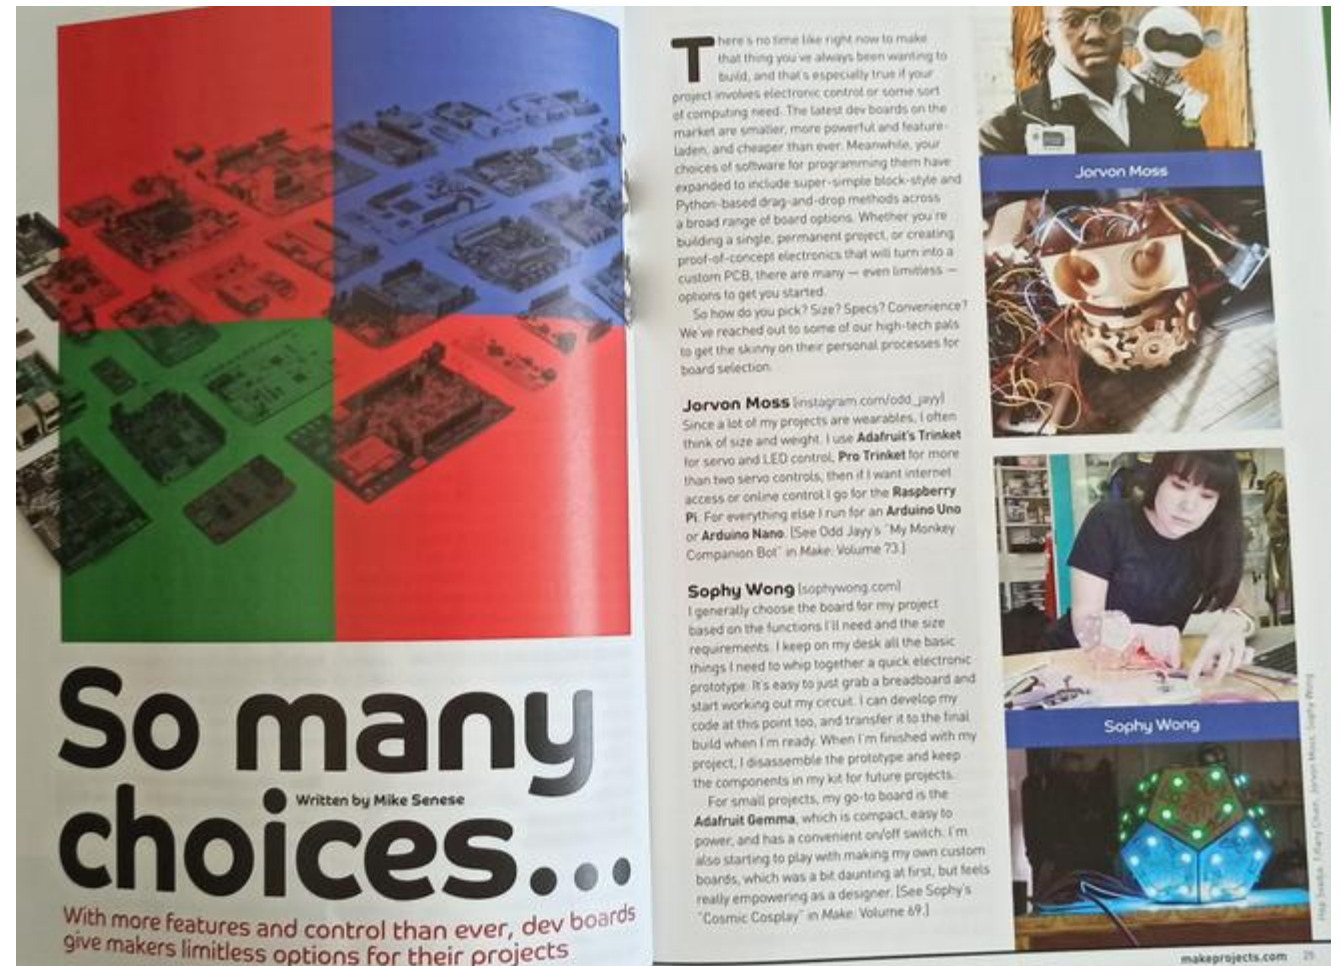 So many
Written by Mike Senese
choices...
With more features and control than ever, dev boards
give makers limitless options for their projects
There's no time like right now to make
that thing you've always been wanting to
build, and that's especially true if your
project involves electronic control or some sort
of computing need. The latest dev boards on the
market are smaller, more powerful and feature-
laden, and cheaper than ever. Meanwhile, your
choices of software for programming them have
expanded to include super-simple block-style and
Python-based drag-and-drop methods across
a broad range of board options. Whether you're
building a single, permanent project, or creating
proof-of-concept electronics that will turn into a
custom PCB, there are many — even limitless —
options to get you started.
So how do you pick? Size? Specs? Convenience?
We've reached out to some of our high-tech pals
to get the skinny on their personal processes for
board selection.
Jorvon Moss [instagram.com/odd_jayy]
Since a lot of my projects are wearables, I often
think of size and weight. I use Adafruit's Trinket
for servo and LED control, Pro Trinket for more
than two servo controls, then if I want internet
access or online control I go for the Raspberry
Pi. For everything else I run for an Arduino Uno
or Arduino Nano. [See Odd Jayy's "My Monkey
Companion Bot" in Make: Volume 73.]
Sophy Wong [sophywong.com]
I generally choose the board for my project
based on the functions I'll need and the size
requirements. I keep on my desk all the basic
things I need to whip together a quick electronic
prototype. It's easy to just grab a breadboard and
start working out my circuit. I can develop my
code at this point too, and transfer it to the final
build when I'm ready. When I'm finished with my
project, I disassemble the prototype and keep
the components in my kit for future projects.
For small projects, my go-to board is the
Adafruit Gemma, which is compact, easy to
power, and has a convenient on/off switch. I'm
also starting to play with making my own custom
boards, which was a bit daunting at first, but feels
really empowering as a designer. [See Sophy's
"Cosmic Cosplay" in Make: Volume 69.]
Jorvon Moss
Sophy Wong
Jorvon Moss, Sophy Wong
makeprojects.com 25